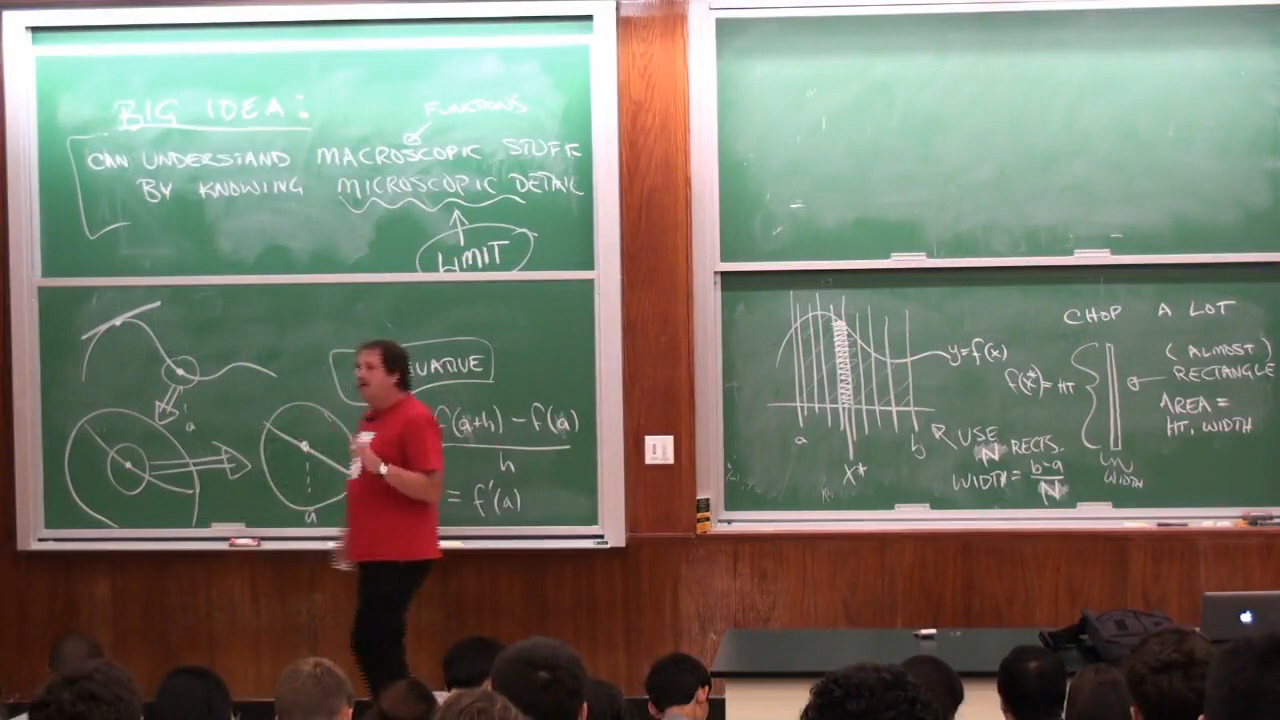 BIG IDEA:
FUNCTIONS
CAN UNDERSTAND MACROSCOPIC STUFF
BY KNOWING MICROSCOPIC DETAIL
LIMIT
a
a
f(a+h) - f(a)
h
= f'(a)
CHOP A LOT
y=f(x)
(ALMOST)
RECTANGLE
f(x*)= HT
AREA =
HT. WIDTH
a
b
x*
USE
N RECTS.
WIDTH = b-a
N
WIDTH